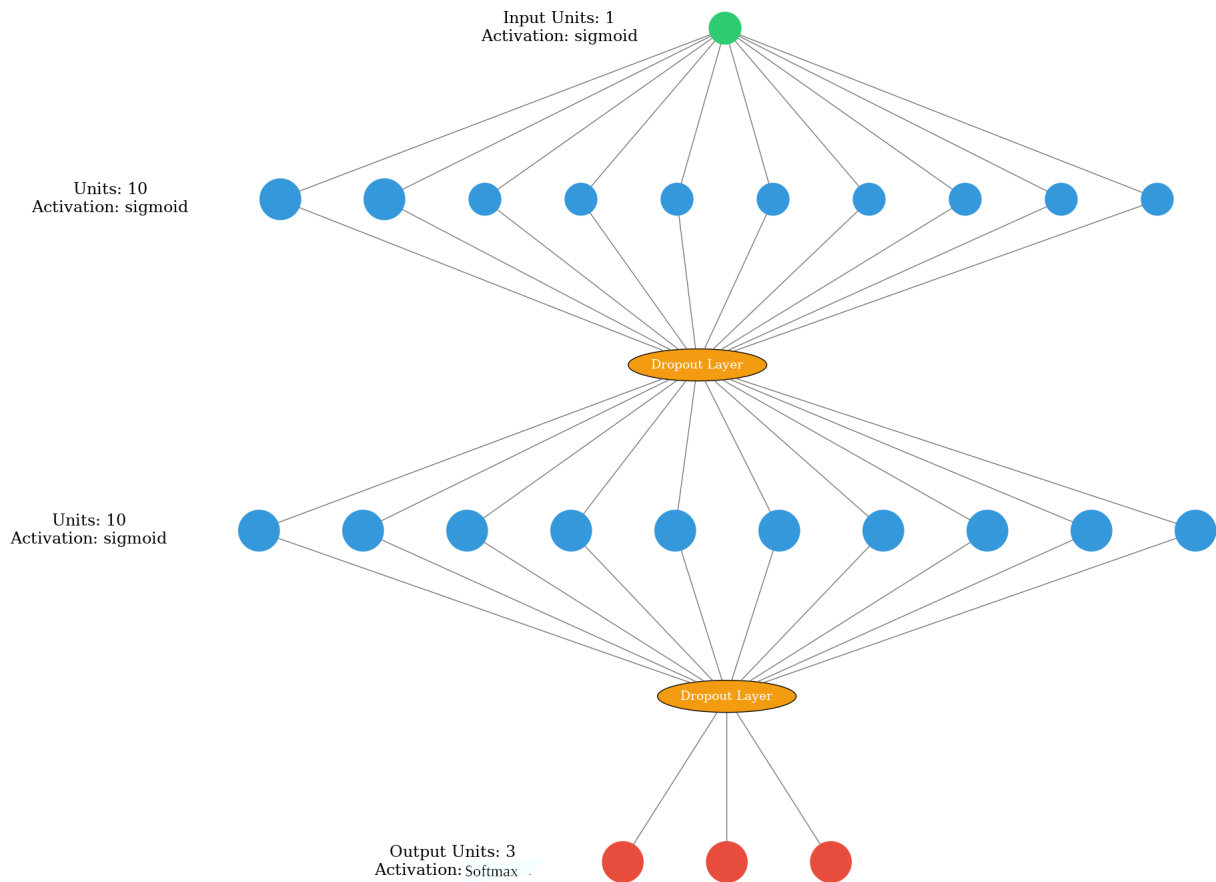 Input Units: 1
Activation: sigmoid
Units: 10
Activation: sigmoid
Dropout Layer
Units: 10
Activation: sigmoid
Dropout Layer
Output Units: 3
Activation: Softmax